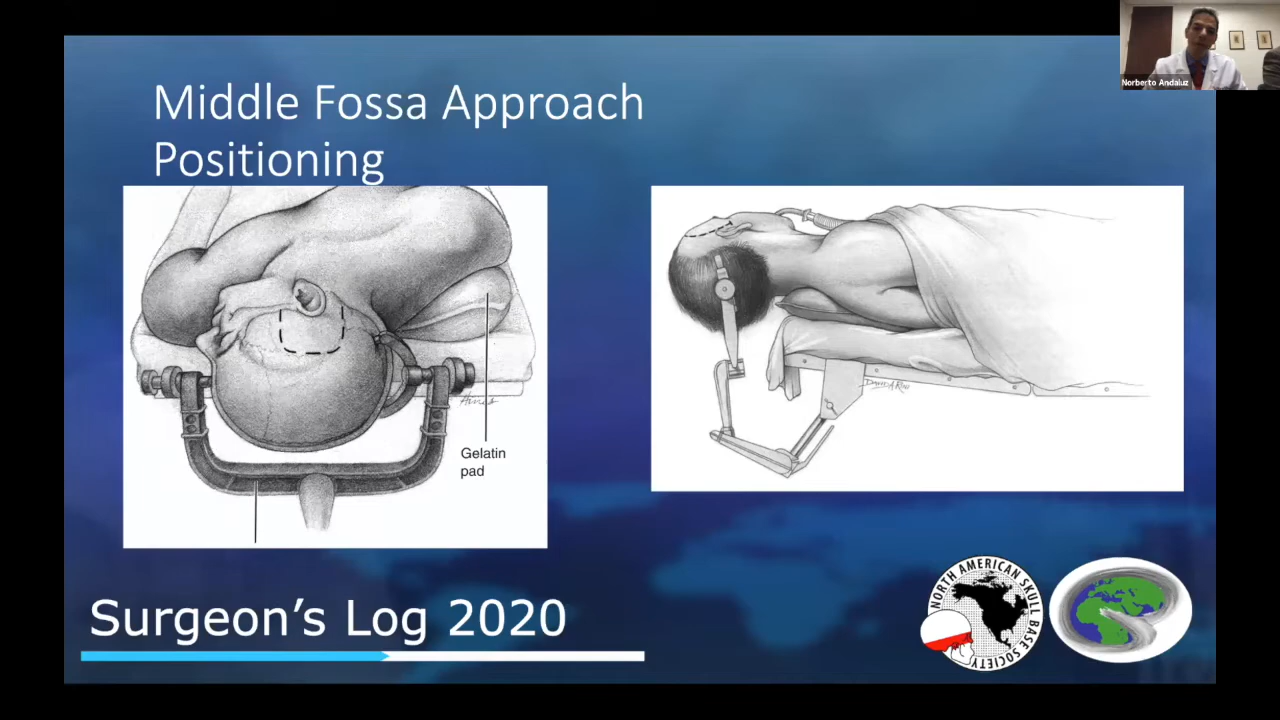 Norberto Andaluz
Middle Fossa Approach
Positioning
Gelatin
pad
Surgeon's Log 2020
NORTH AMERICAN SKULL BASE SOCIETY